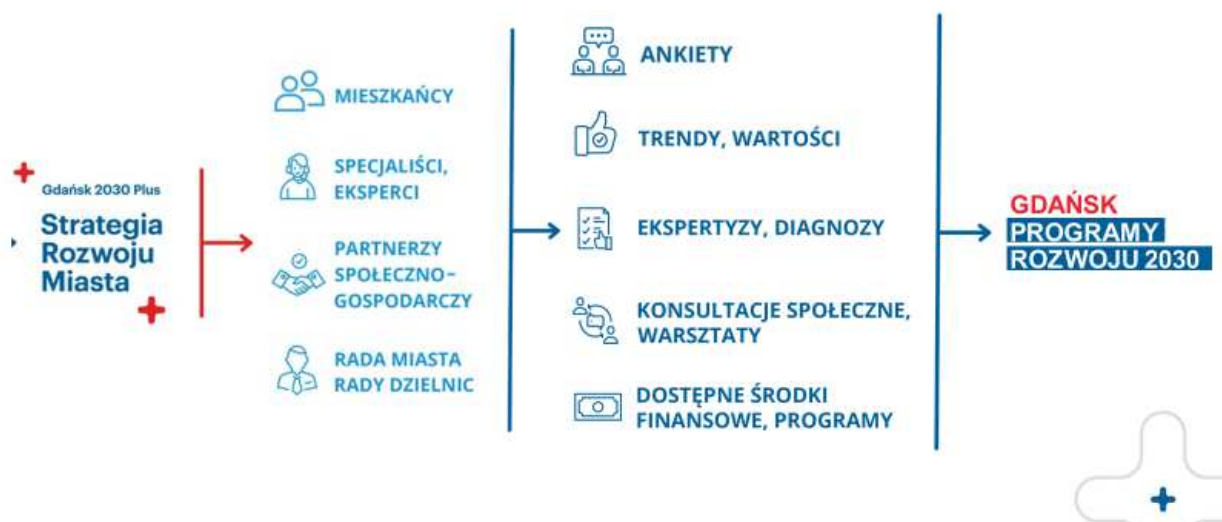 Gdańsk 2030 Plus
Strategia
Rozwoju
Miasta
MIESZKAŃCY
SPECJALIŚCI,
EKSPERCI
PARTNERZY
SPOŁECZNO-
GOSPODARCZY
RADA MIASTA
RADY DZIELNIC
ANKIETY
TRENDY, WARTOŚCI
EKSPERTYZY, DIAGNOZY
KONSULTACJE SPOŁECZNE,
WARSZTATY
DOSTĘPNE ŚRODKI
FINANSOWE, PROGRAMY
GDAŃSK
PROGRAMY
ROZWOJU 2030